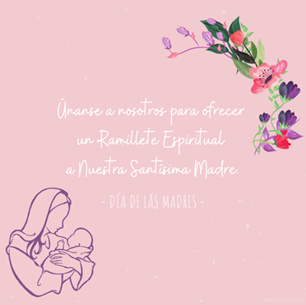 Únanse a nosotros para ofrecer
un Ramillete Espiritual
a Nuestra Santísima Madre
- DÍA DE LAS MADRES -